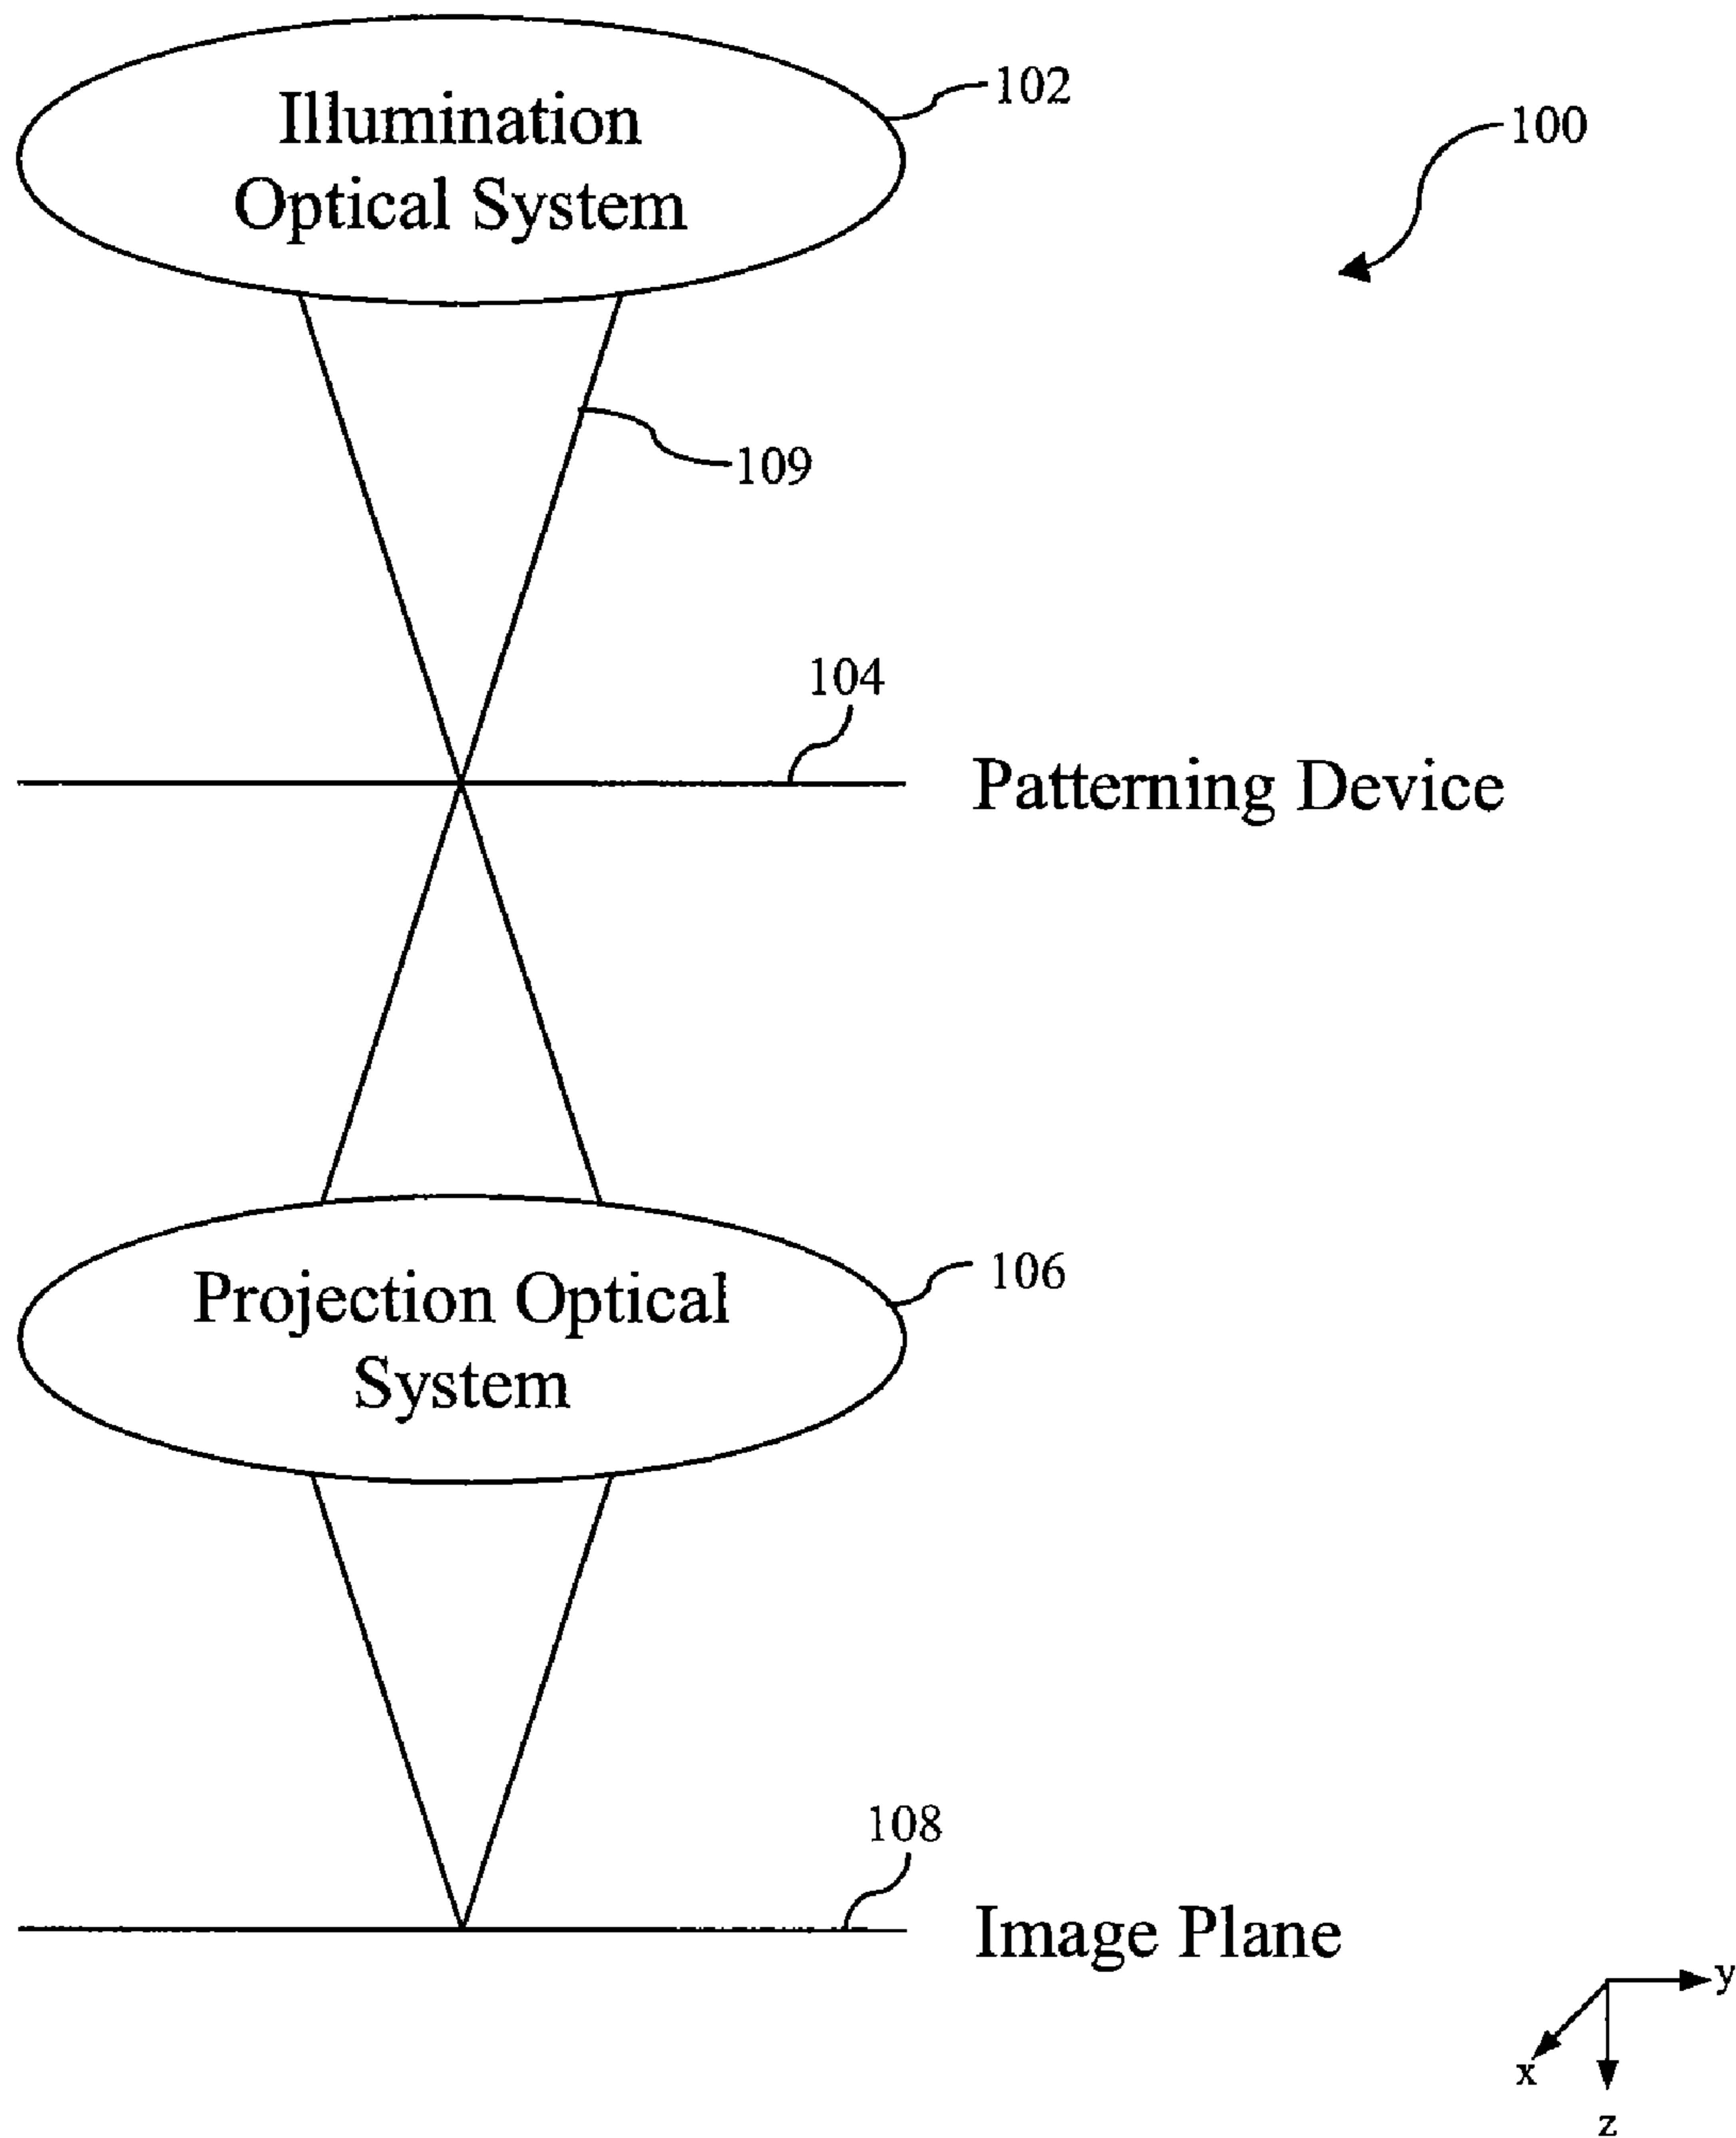 Illumination
Optical System
102
100
109
104
Patterning Device
Projection Optical
System
106
108
Image Plane
y
x
z